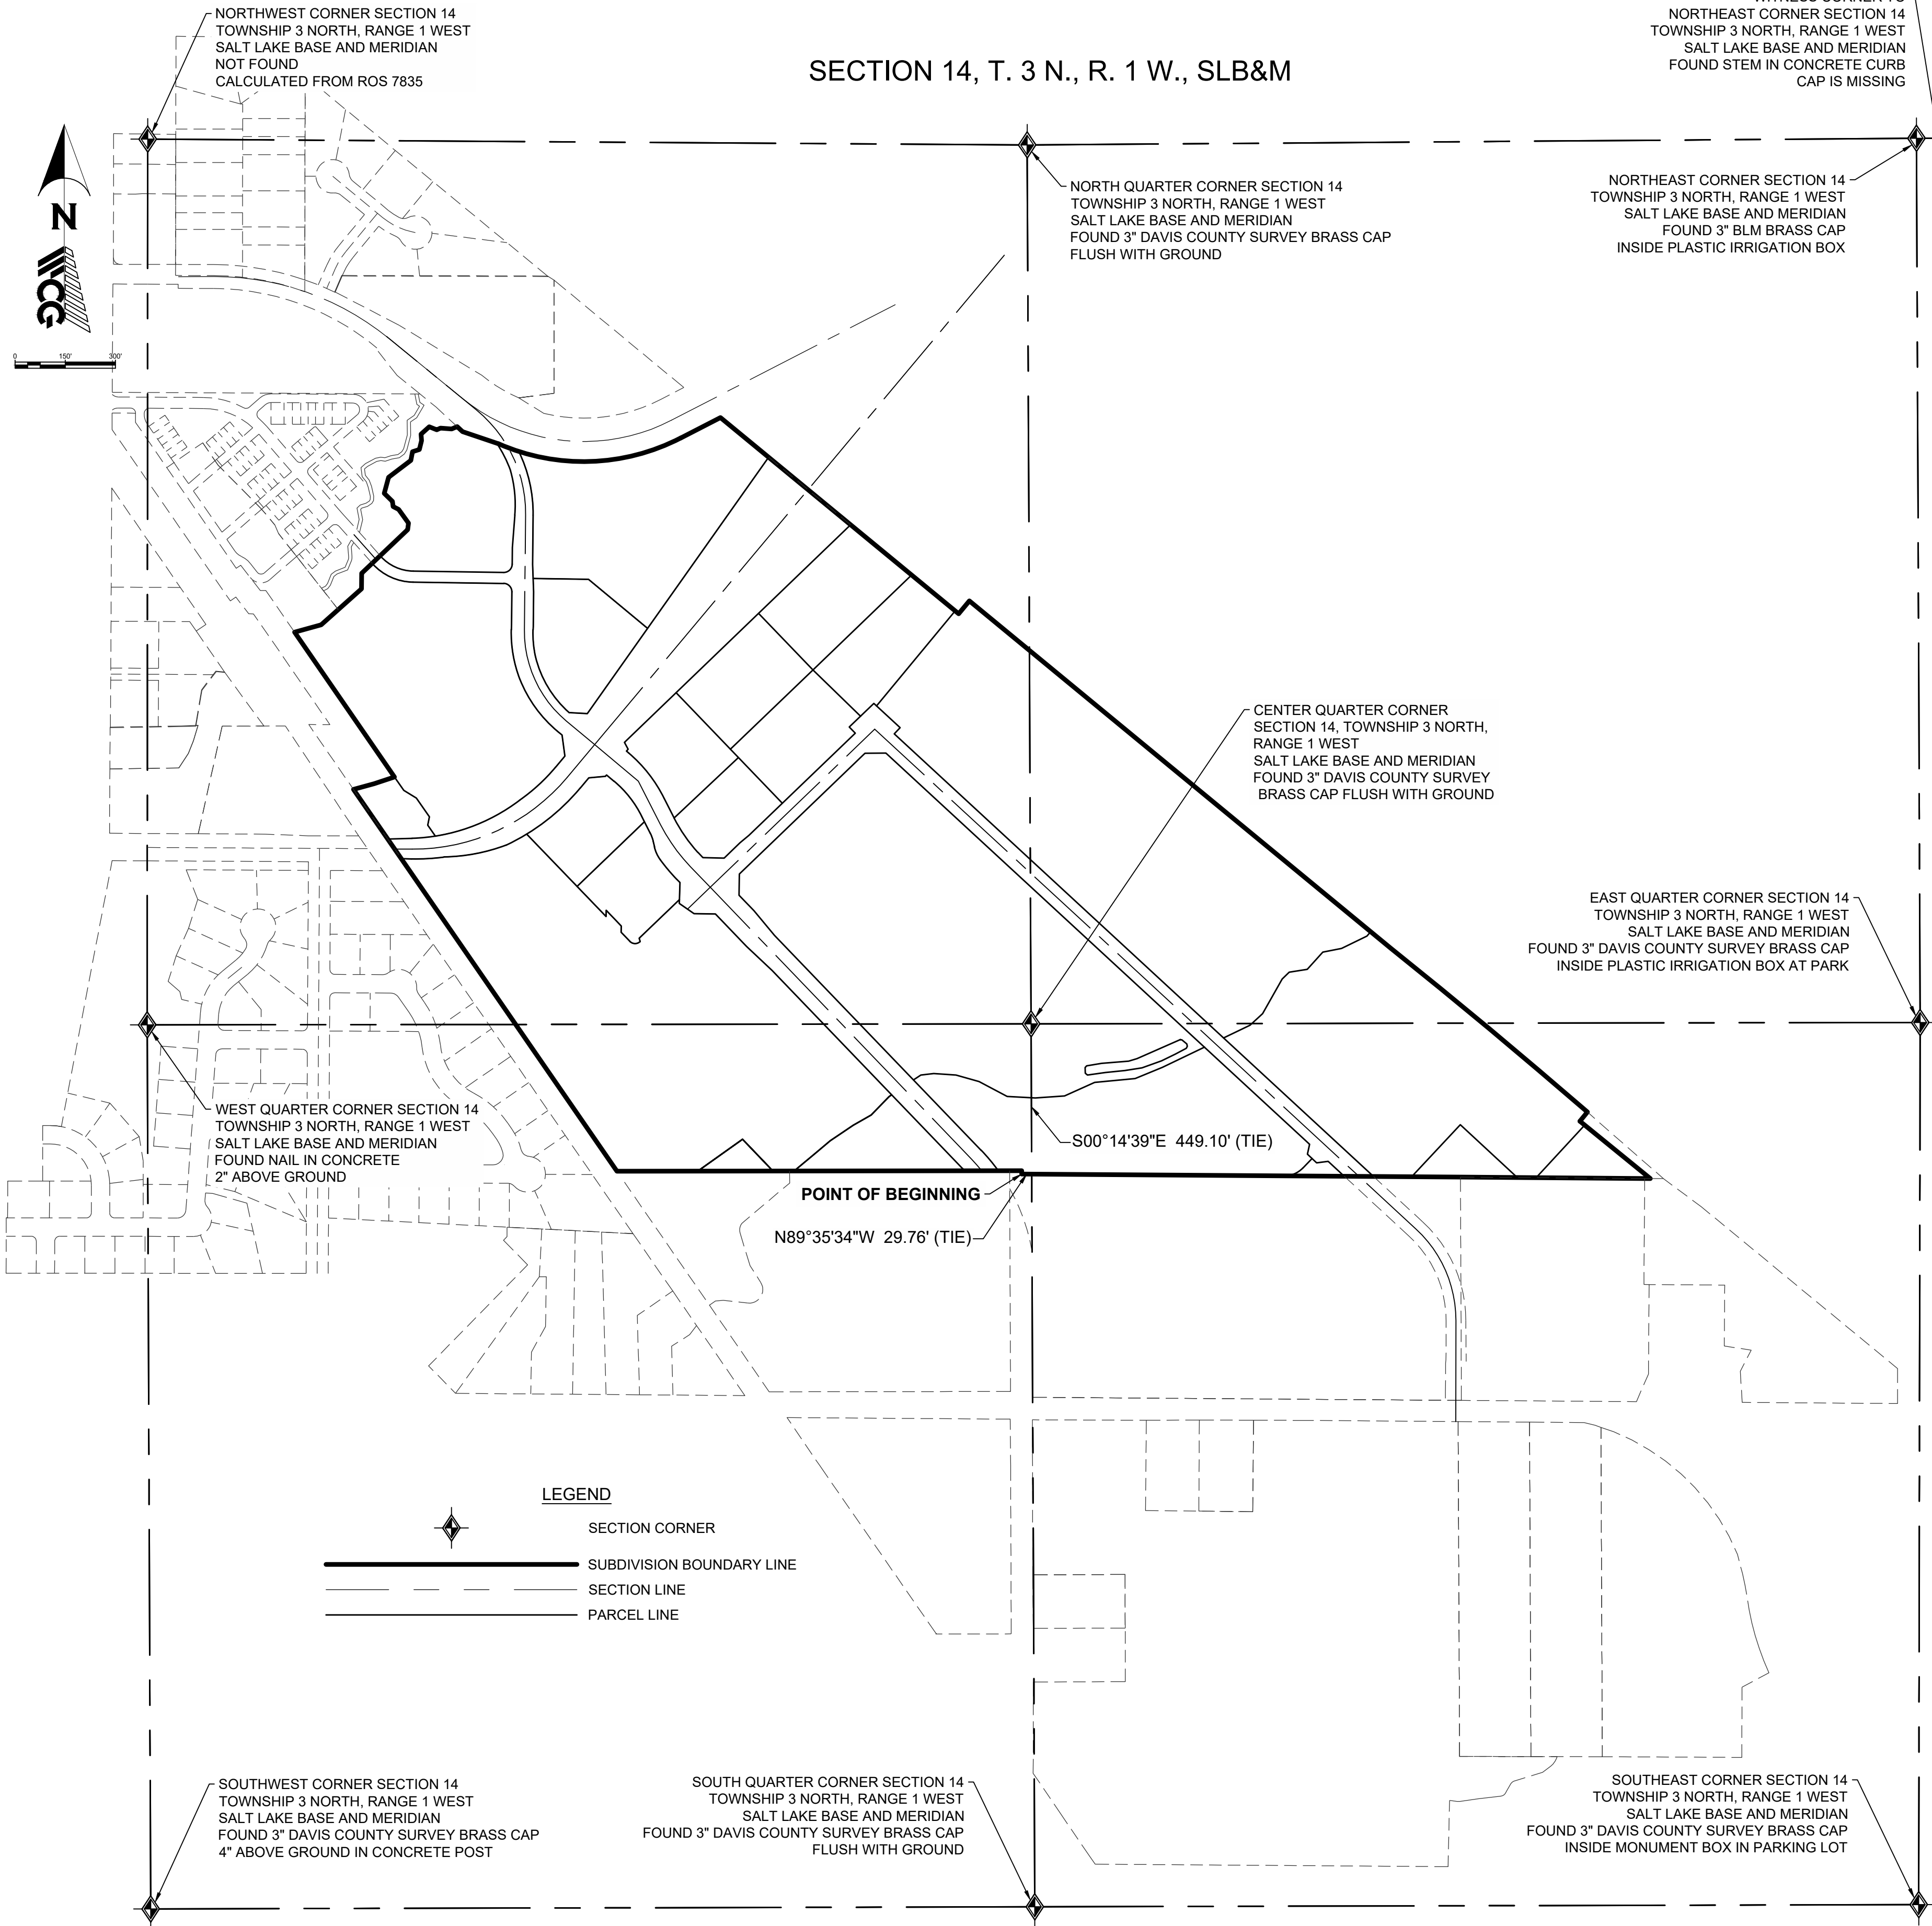 NORTHWEST CORNER SECTION 14
TOWNSHIP 3 NORTH, RANGE 1 WEST
SALT LAKE BASE AND MERIDIAN
NOT FOUND
CALCULATED FROM ROS 7835
SECTION 14, T. 3 N., R. 1 W., SLB&M
NORTHEAST CORNER SECTION 14
TOWNSHIP 3 NORTH, RANGE 1 WEST
SALT LAKE BASE AND MERIDIAN
FOUND STEM IN CONCRETE CURB
CAP IS MISSING
N
CG
0 150' 300'
NORTH QUARTER CORNER SECTION 14
TOWNSHIP 3 NORTH, RANGE 1 WEST
SALT LAKE BASE AND MERIDIAN
FOUND 3" DAVIS COUNTY SURVEY BRASS CAP
FLUSH WITH GROUND
NORTHEAST CORNER SECTION 14
TOWNSHIP 3 NORTH, RANGE 1 WEST
SALT LAKE BASE AND MERIDIAN
FOUND 3" BLM BRASS CAP
INSIDE PLASTIC IRRIGATION BOX
CENTER QUARTER CORNER
SECTION 14, TOWNSHIP 3 NORTH,
RANGE 1 WEST
SALT LAKE BASE AND MERIDIAN
FOUND 3" DAVIS COUNTY SURVEY
BRASS CAP FLUSH WITH GROUND
EAST QUARTER CORNER SECTION 14
TOWNSHIP 3 NORTH, RANGE 1 WEST
SALT LAKE BASE AND MERIDIAN
FOUND 3" DAVIS COUNTY SURVEY BRASS CAP
INSIDE PLASTIC IRRIGATION BOX AT PARK
WEST QUARTER CORNER SECTION 14
TOWNSHIP 3 NORTH, RANGE 1 WEST
SALT LAKE BASE AND MERIDIAN
FOUND NAIL IN CONCRETE
2" ABOVE GROUND
S00°14'39"E 449.10' (TIE)
POINT OF BEGINNING
N89°35'34"W 29.76' (TIE)
LEGEND
SECTION CORNER
SUBDIVISION BOUNDARY LINE
SECTION LINE
PARCEL LINE
SOUTHWEST CORNER SECTION 14
TOWNSHIP 3 NORTH, RANGE 1 WEST
SALT LAKE BASE AND MERIDIAN
FOUND 3" DAVIS COUNTY SURVEY BRASS CAP
4" ABOVE GROUND IN CONCRETE POST
SOUTH QUARTER CORNER SECTION 14
TOWNSHIP 3 NORTH, RANGE 1 WEST
SALT LAKE BASE AND MERIDIAN
FOUND 3" DAVIS COUNTY SURVEY BRASS CAP
FLUSH WITH GROUND
SOUTHEAST CORNER SECTION 14
TOWNSHIP 3 NORTH, RANGE 1 WEST
SALT LAKE BASE AND MERIDIAN
FOUND 3" DAVIS COUNTY SURVEY BRASS CAP
INSIDE MONUMENT BOX IN PARKING LOT